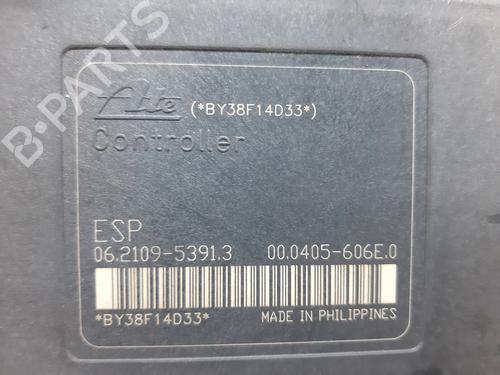 B-PARTS
Ate (*BY38F14D33*)
Controller
ESP
06.2109-5391.3 00.0405-606E.0
*BY38F14D33* MADE IN PHILIPPINES